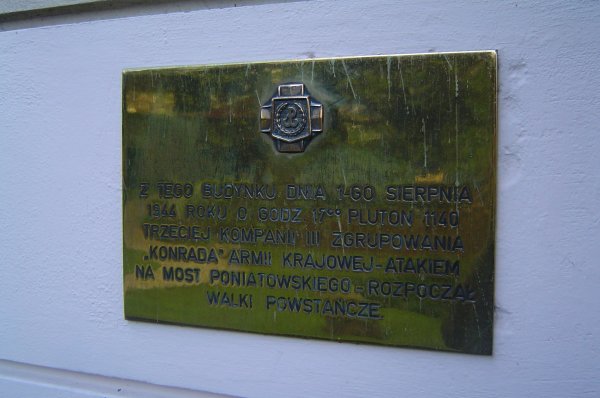 Z TEGO BUDYNKU DNIA 1-GO SIERPNIA
1944 ROKU O GODZ 17⁰⁰ PLUTON 1140
TRZECIEJ KOMPANII III ZGRUPOWANIA
„KONRADA" ARMII KRAJOWEJ-ATAKIEM
NA MOST PONIATOWSKIEGO-ROZPOCZĄŁ
WALKI POWSTAŃCZE.